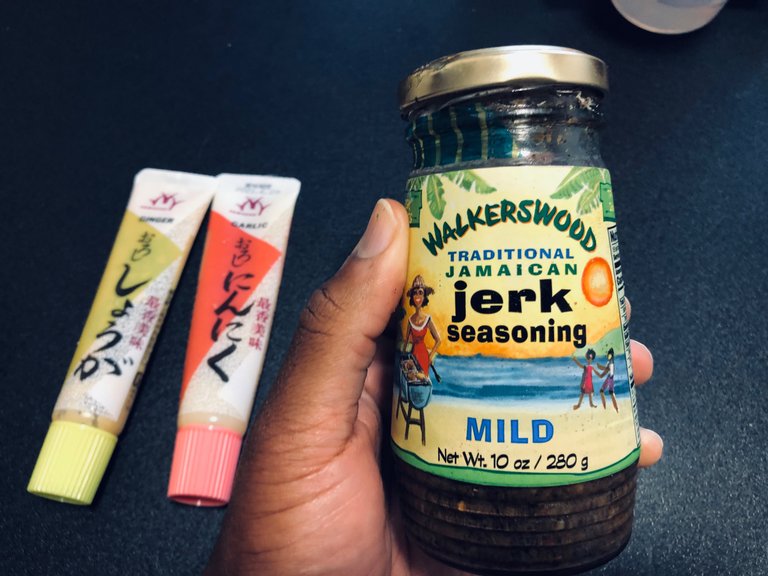 GINGER
おろし
しょうが
最香美味
GARLIC
おろし
にんにく
最香美味
WALKERSWOOD
TRADITIONAL
JAMAICAN
jerk
seasoning
MILD
Net Wt. 10 oz / 280 g